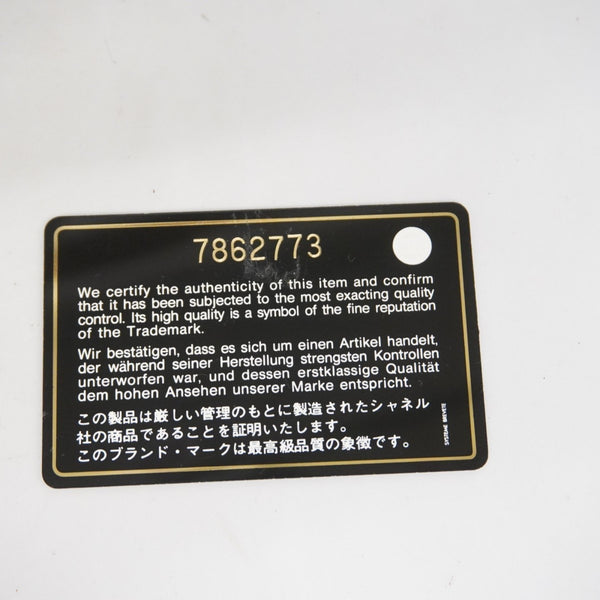 7862773
We certify the authenticity of this item and confirm
that it has been subjected to the most exacting quality
control. Its high quality is a symbol of the fine reputation
of the Trademark.
Wir bestätigen, dass es sich um einen Artikel handelt,
der während seiner Herstellung strengsten Kontrollen
unterworfen war, und dessen erstklassige Qualität
dem hohen Ansehen unserer Marke entspricht.
この製品は厳しい管理のもとに製造されたシャネル
社の商品であることを証明いたします。
このブランド・マークは最高級品質の象徴です。
SYSTEME BREVETE